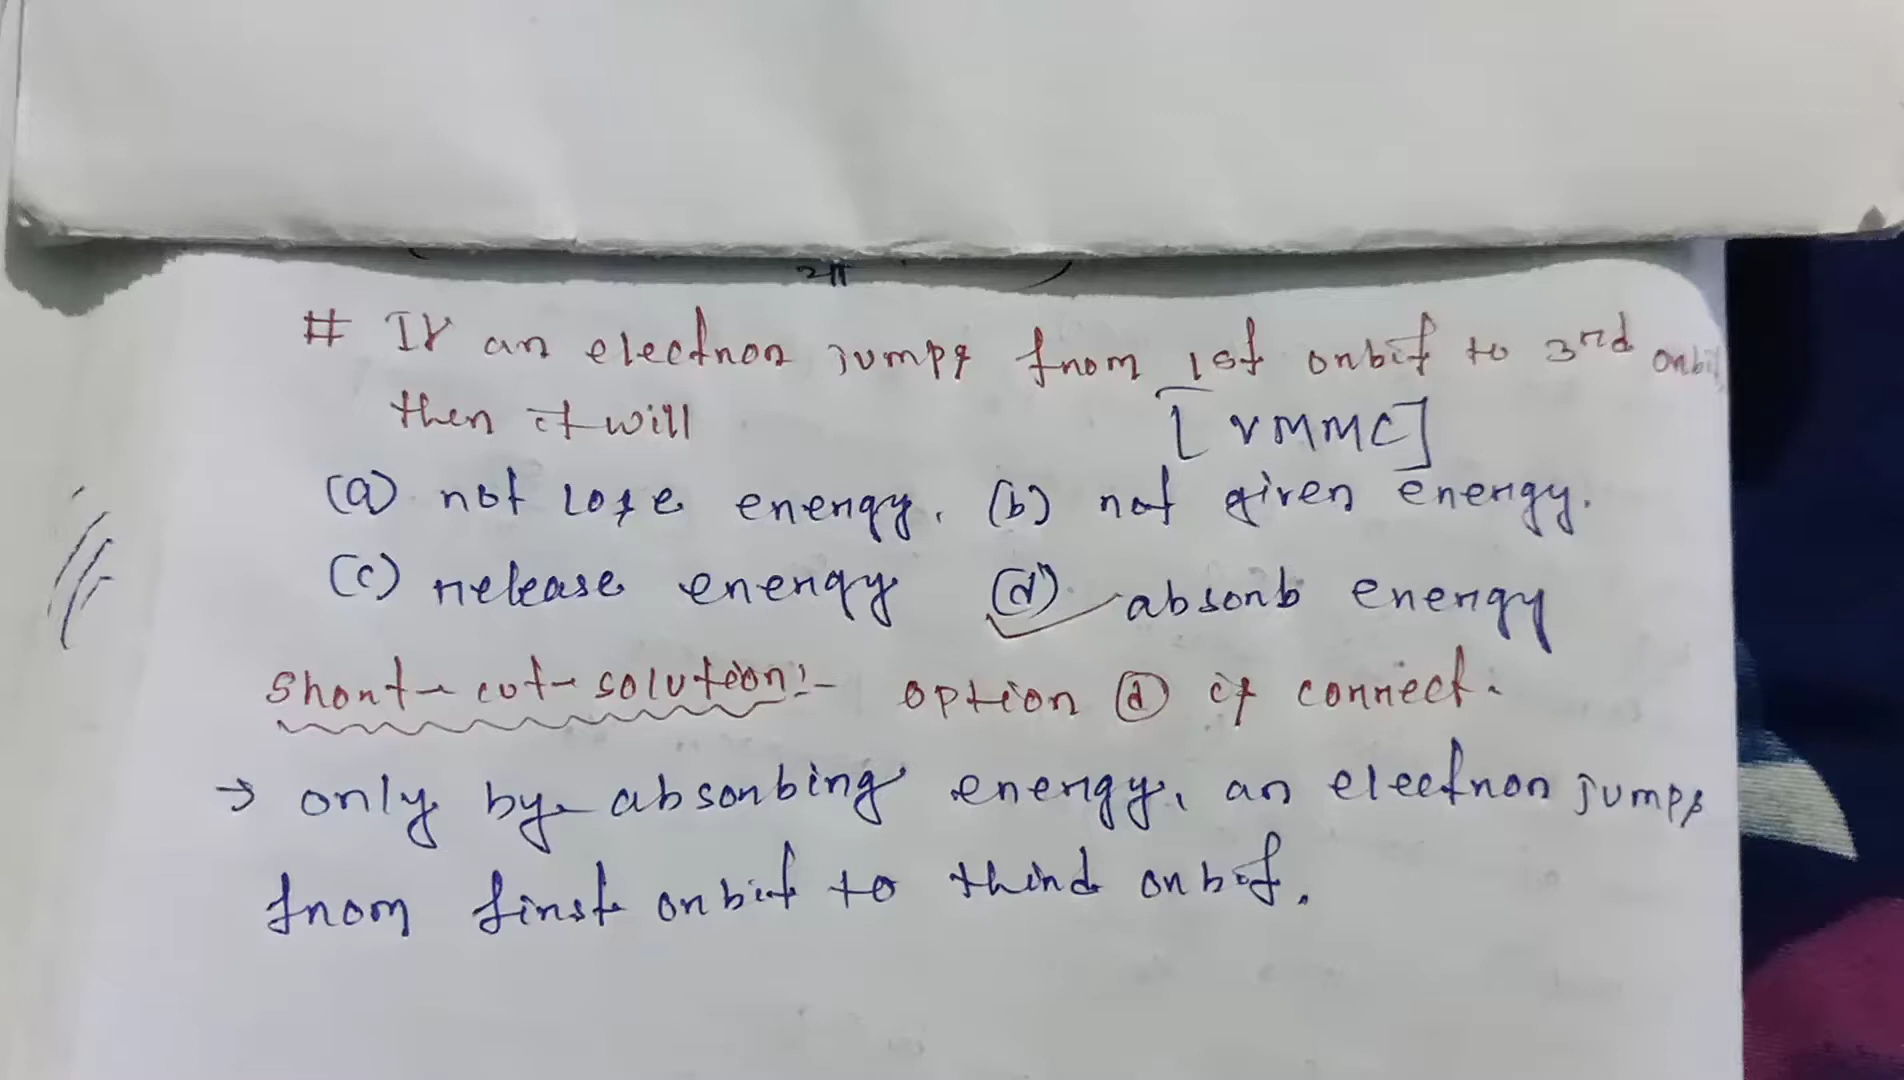 2π
# If an electron jumps from 1st orbit to 3rd orbit
then it will [VMMC]
(a) not lose energy. (b) not given energy.
(c) release energy (d) absorb energy
Short-cut-solution:- option (d) is correct.
→ only by absorbing energy, an electron jumps
from first orbit to third orbit.